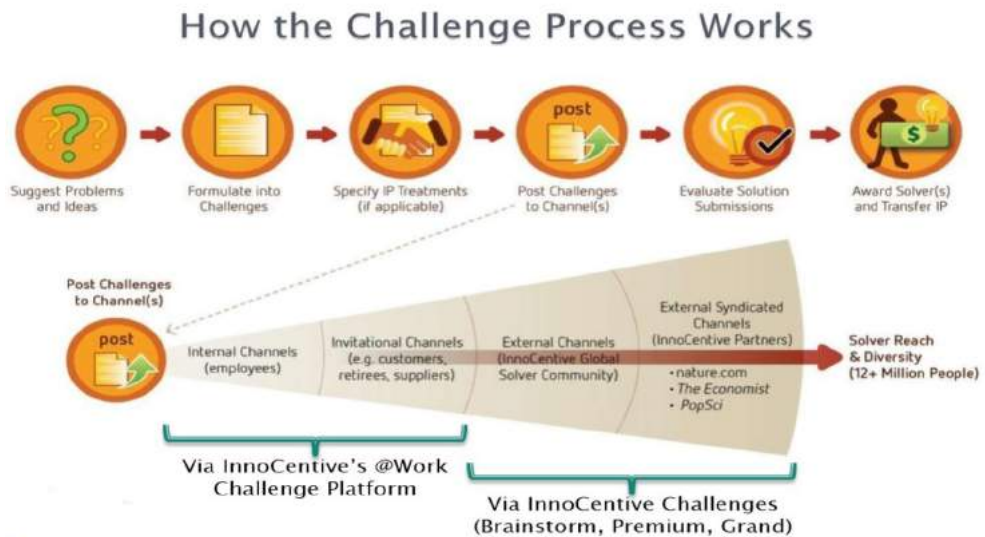 How the Challenge Process Works
post
Suggest Problems
and Ideas
Formulate into
Challenges
Specify IP Treatments
(if applicable)
Post Challenges
to Channel(s)
Evaluate Solution
Submissions
Award Solver(s)
and Transfer IP
Post Challenges
to Channel(s)
post
Internal Channels
(employees)
Invitational Channels
(e.g. customers,
retirees, suppliers)
External Channels
(InnoCentive Global
Solver Community)
External Syndicated
Channels
(InnoCentive Partners)
• nature.com
• The Economist
• PopSci
Solver Reach
& Diversity
(12+ Million People)
Via InnoCentive's @Work
Challenge Platform
Via InnoCentive Challenges
(Brainstorm, Premium, Grand)